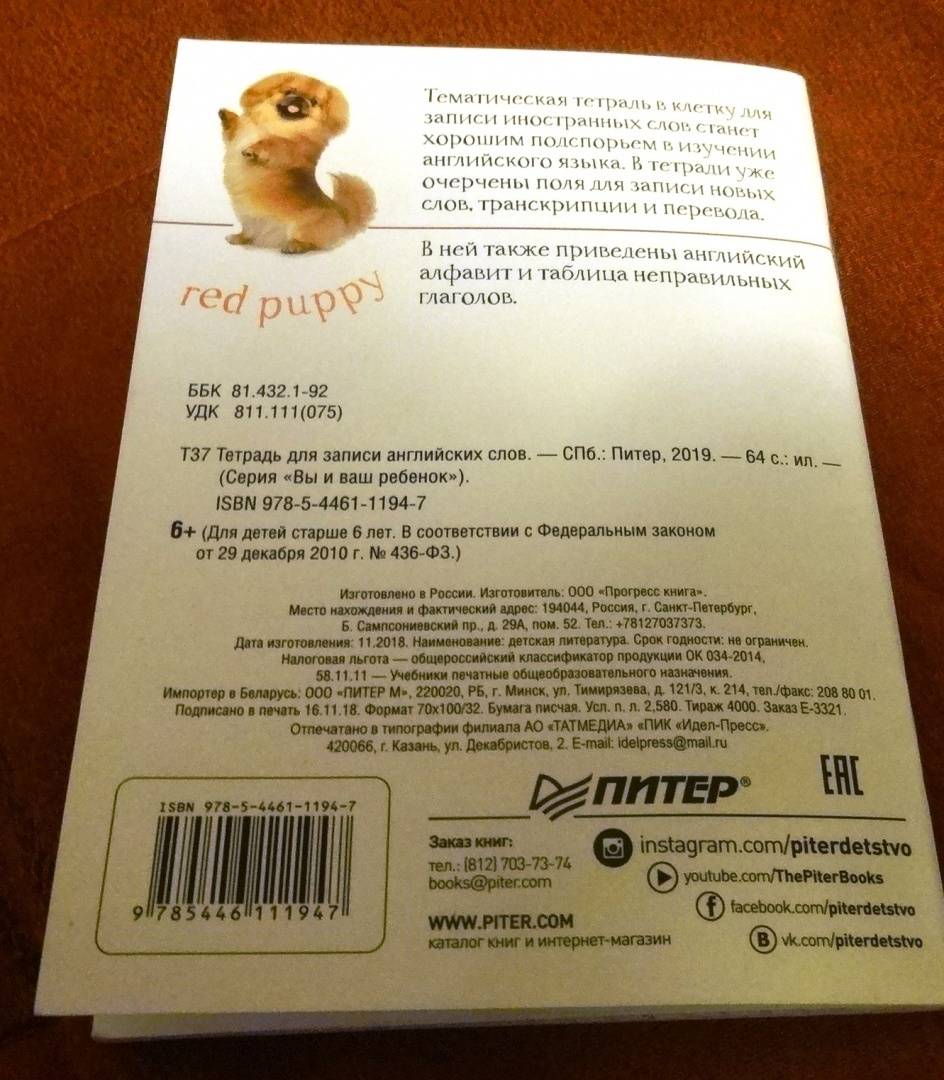 Тематическая тетрадь в клетку для
записи иностранных слов станет
хорошим подспорьем в изучении
английского языка. В тетради уже
очерчены поля для записи новых
слов, транскрипции и перевода.
В ней также приведены английский
алфавит и таблица неправильных
глаголов.
red puppy
ББК 81.432.1-92
УДК 811.111(075)
Т37 Тетрадь для записи английских слов. — СПб.: Питер, 2019. — 64 с.: ил. —
(Серия «Вы и ваш ребенок»).
ISBN 978-5-4461-1194-7
6+ (Для детей старше 6 лет. В соответствии с Федеральным законом
от 29 декабря 2010 г. № 436-ФЗ.)
Изготовлено в России. Изготовитель: ООО «Прогресс книга».
Место нахождения и фактический адрес: 194044, Россия, г. Санкт-Петербург,
Б. Сампсониевский пр., д. 29А, пом. 52. Тел.: +78127037373.
Дата изготовления: 11.2018. Наименование: детская литература. Срок годности: не ограничен.
Налоговая льгота — общероссийский классификатор продукции ОК 034-2014,
58.11.11 — Учебники печатные общеобразовательного назначения.
Импортер в Беларусь: ООО «ПИТЕР М», 220020, РБ, г. Минск, ул. Тимирязева, д. 121/3, к. 214, тел./факс: 208 80 01.
Подписано в печать 16.11.18. Формат 70x100/32. Бумага писчая. Усл. п. л. 2,580. Тираж 4000. Заказ Е-3321.
Отпечатано в типографии филиала АО «ТАТМЕДИА» «ПИК «Идел-Пресс».
420066, г. Казань, ул. Декабристов, 2. E-mail: idelpress@mail.ru
ISBN 978-5-4461-1194-7
9 785446 111947
ПИТЕР®
EAC
Заказ книг:
тел.: (812) 703-73-74
books@piter.com
WWW.PITER.COM
каталог книг и интернет-магазин
instagram.com/piterdetstvo
youtube.com/ThePiterBooks
facebook.com/piterdetstvo
vk.com/piterdetstvo